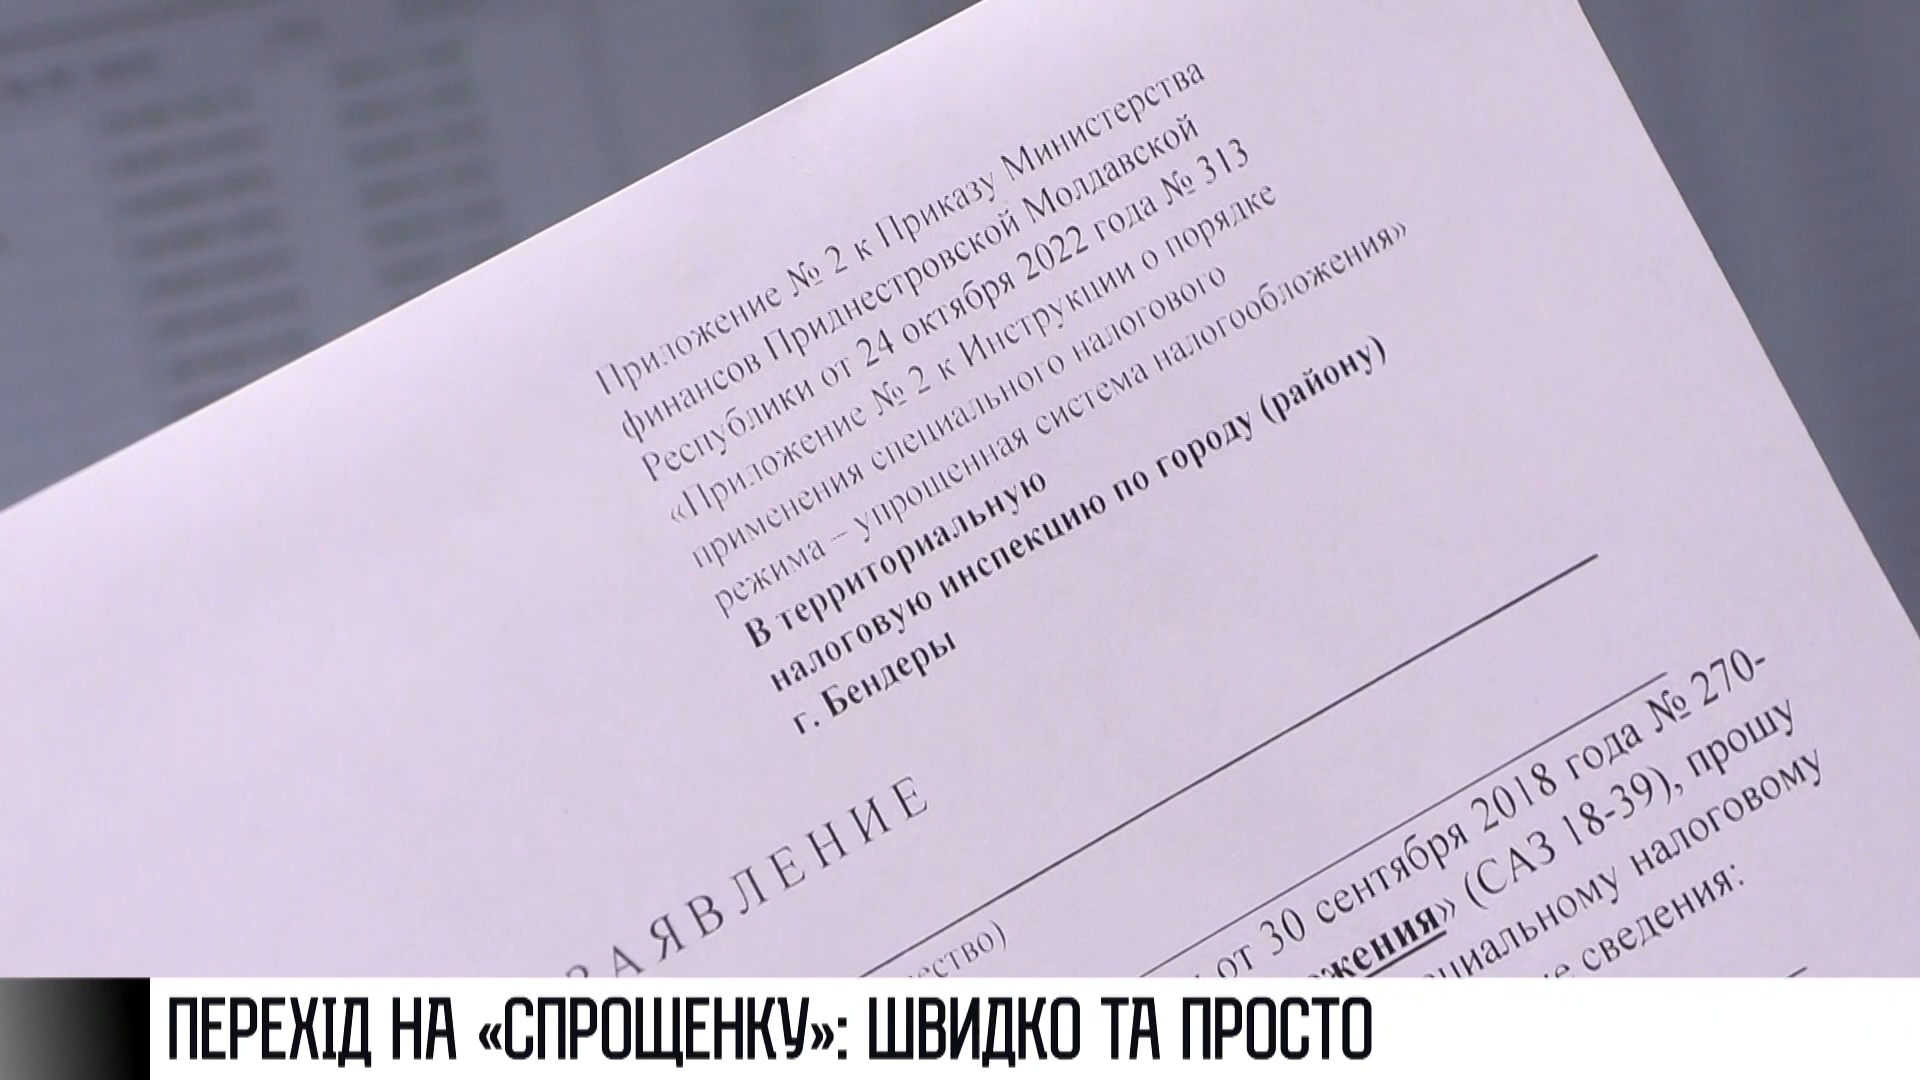 Приложение № 2 к Приказу Министерства
финансов Приднестровской Молдавской
Республики от 24 октября 2022 года № 313
«Приложение № 2 к Инструкции о порядке
применения специального налогового
режима – упрощенная система налогообложения»
В территориальную
налоговую инспекцию по городу (району)
г. Бендеры
ЗАЯВЛЕНИЕ
от 30 сентября 2018 года № 270-
(САЗ 18-39), прошу
налоговому
сведения:
ПЕРЕХІД НА «СПРОЩЕНКУ»: ШВИДКО ТА ПРОСТО